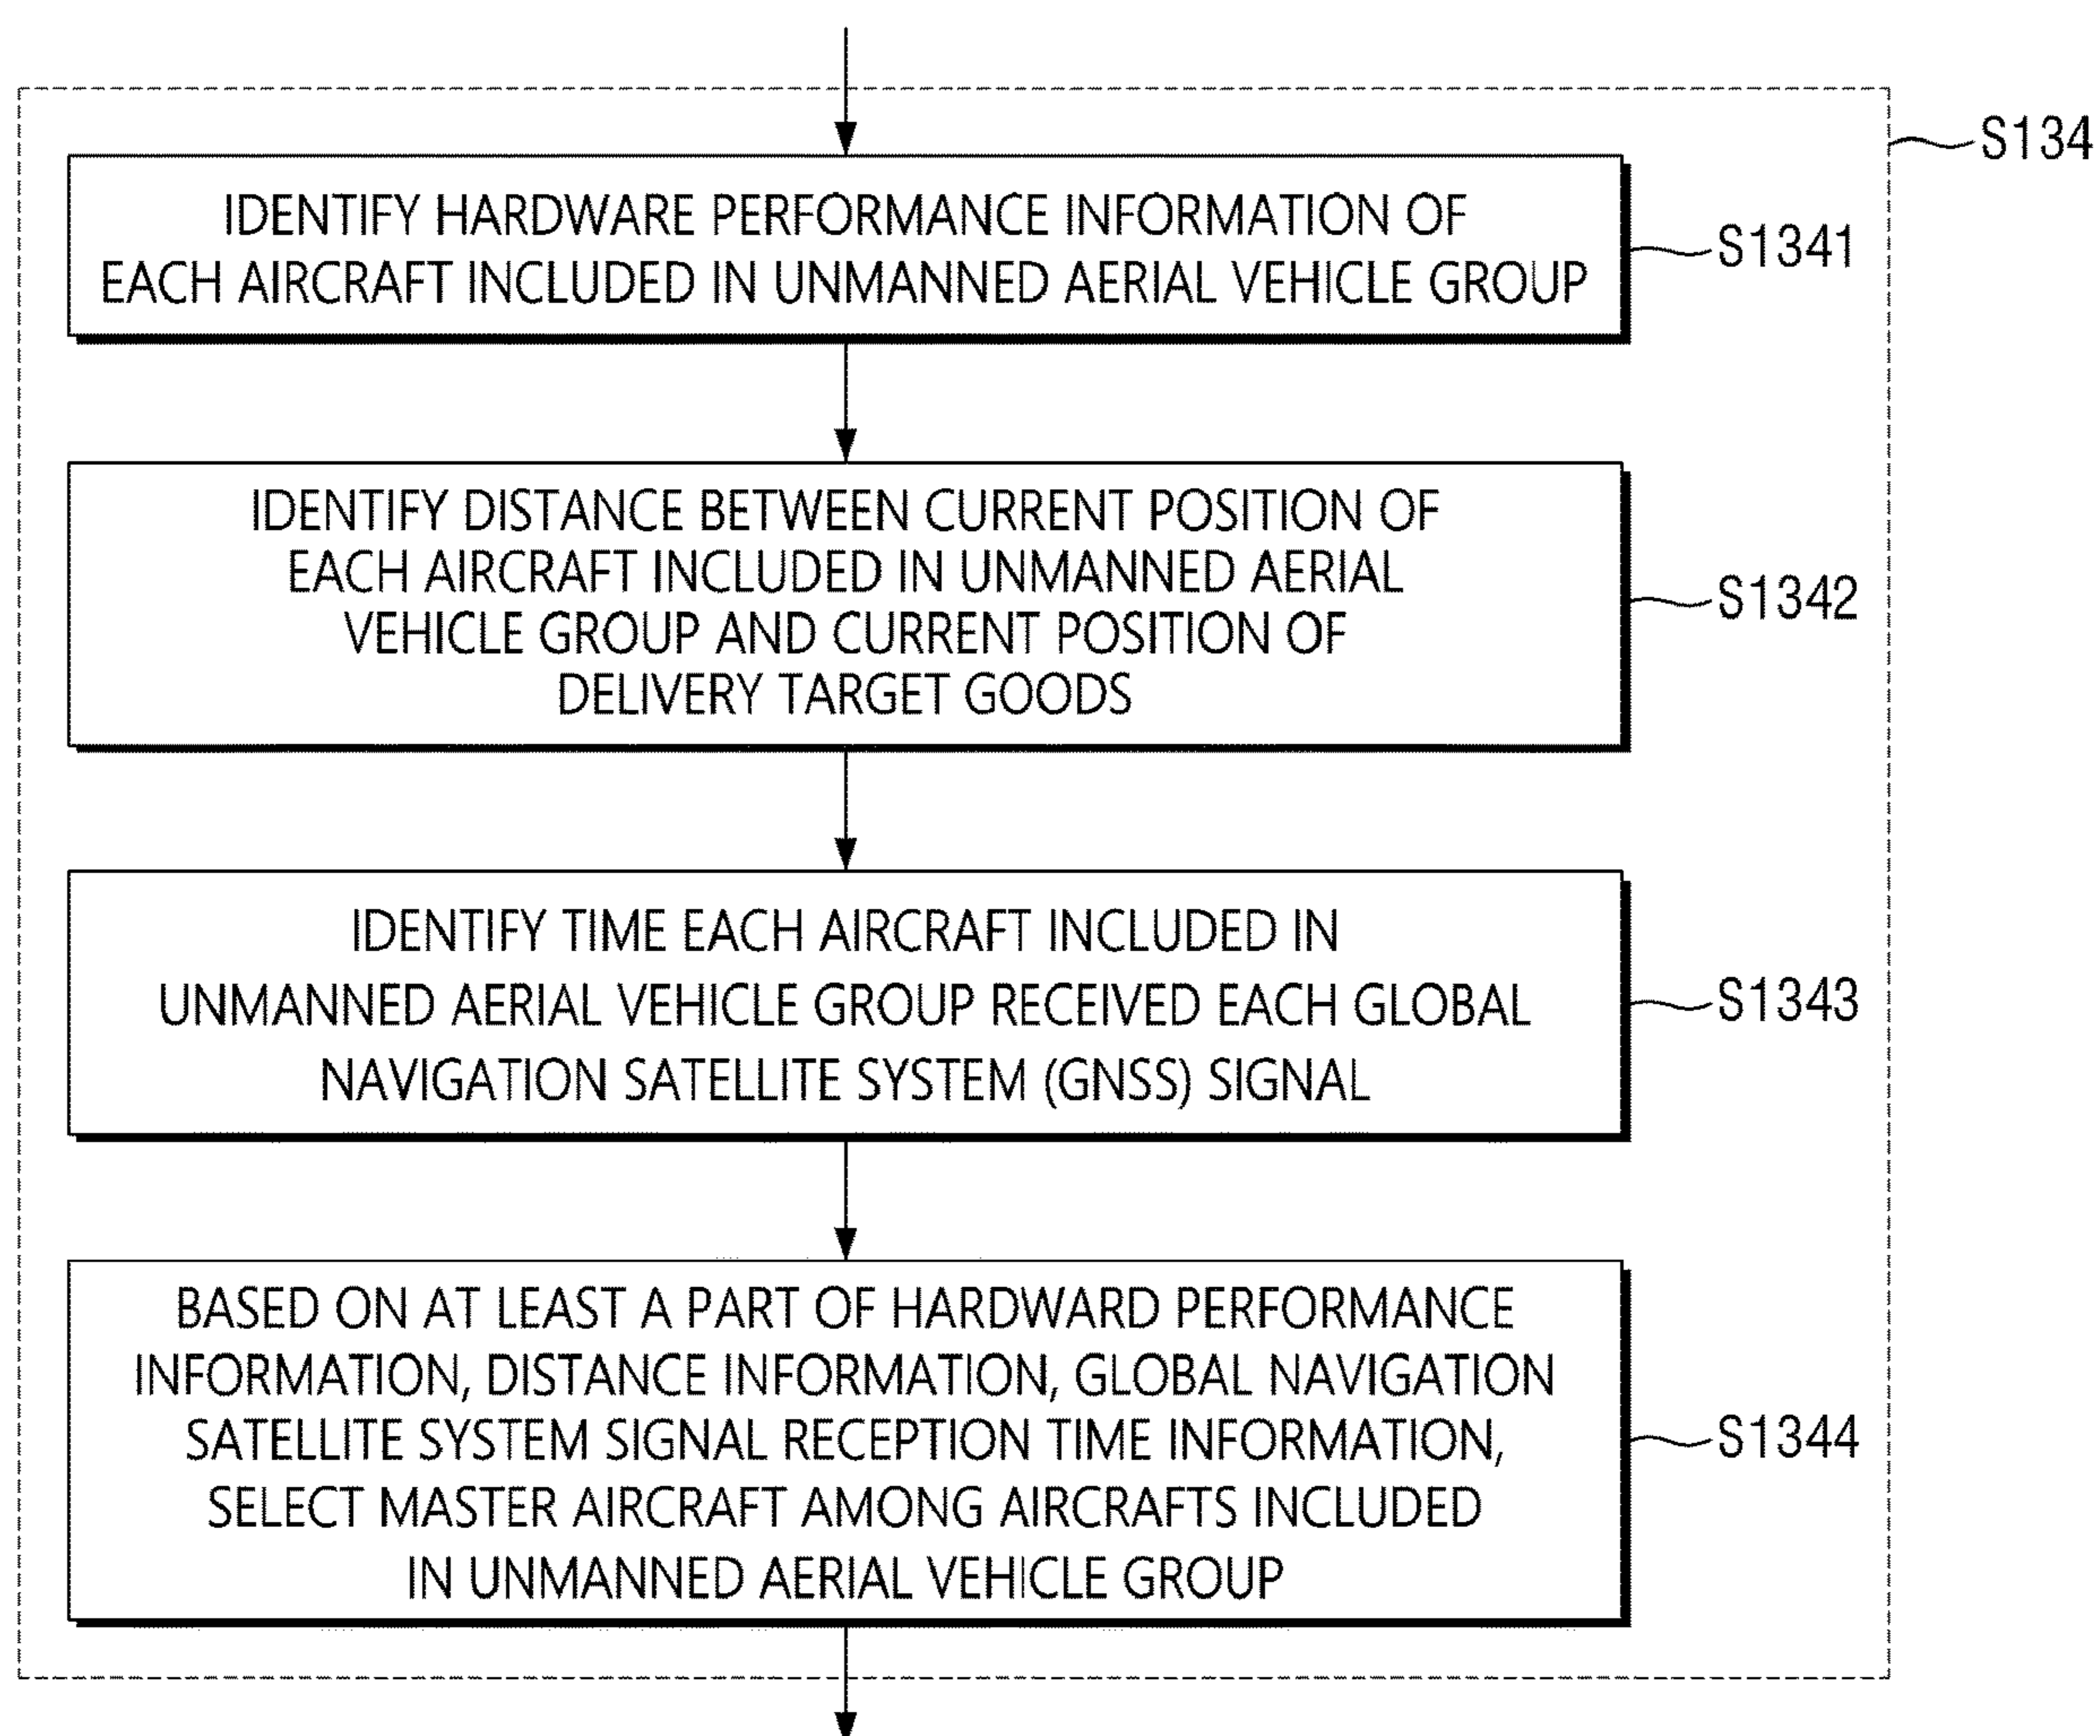 S134
IDENTIFY HARDWARE PERFORMANCE INFORMATION OF
EACH AIRCRAFT INCLUDED IN UNMANNED AERIAL VEHICLE GROUP
S1341
IDENTIFY DISTANCE BETWEEN CURRENT POSITION OF
EACH AIRCRAFT INCLUDED IN UNMANNED AERIAL
VEHICLE GROUP AND CURRENT POSITION OF
DELIVERY TARGET GOODS
S1342
IDENTIFY TIME EACH AIRCRAFT INCLUDED IN
UNMANNED AERIAL VEHICLE GROUP RECEIVED EACH GLOBAL
NAVIGATION SATELLITE SYSTEM (GNSS) SIGNAL
S1343
BASED ON AT LEAST A PART OF HARDWARD PERFORMANCE
INFORMATION, DISTANCE INFORMATION, GLOBAL NAVIGATION
SATELLITE SYSTEM SIGNAL RECEPTION TIME INFORMATION,
SELECT MASTER AIRCRAFT AMONG AIRCRAFTS INCLUDED
IN UNMANNED AERIAL VEHICLE GROUP
S1344